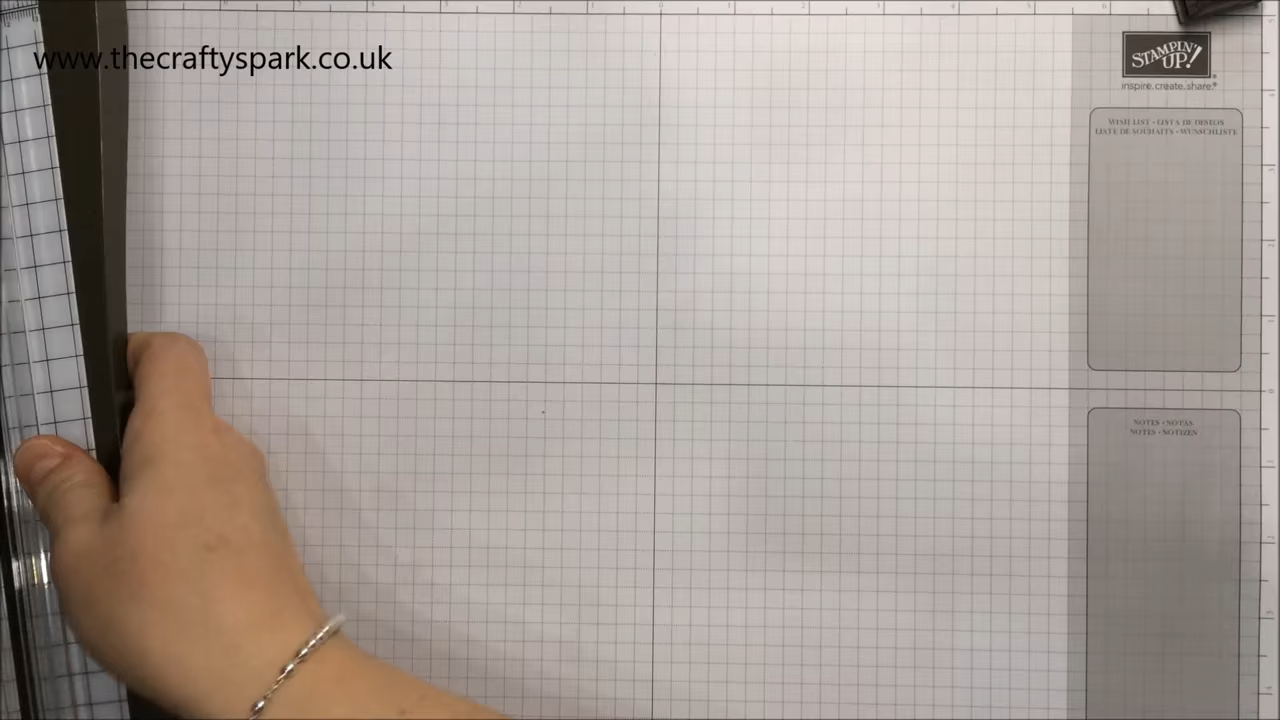 www.thecraftyspark.co.uk
STAMPIN' UP!®
inspire.create.share.®
WISH LIST • LISTA DE DESEOS
LISTE DE SOUHAITS • WUNSCHLISTE
NOTES • NOTAS
NOTES • NOTIZEN